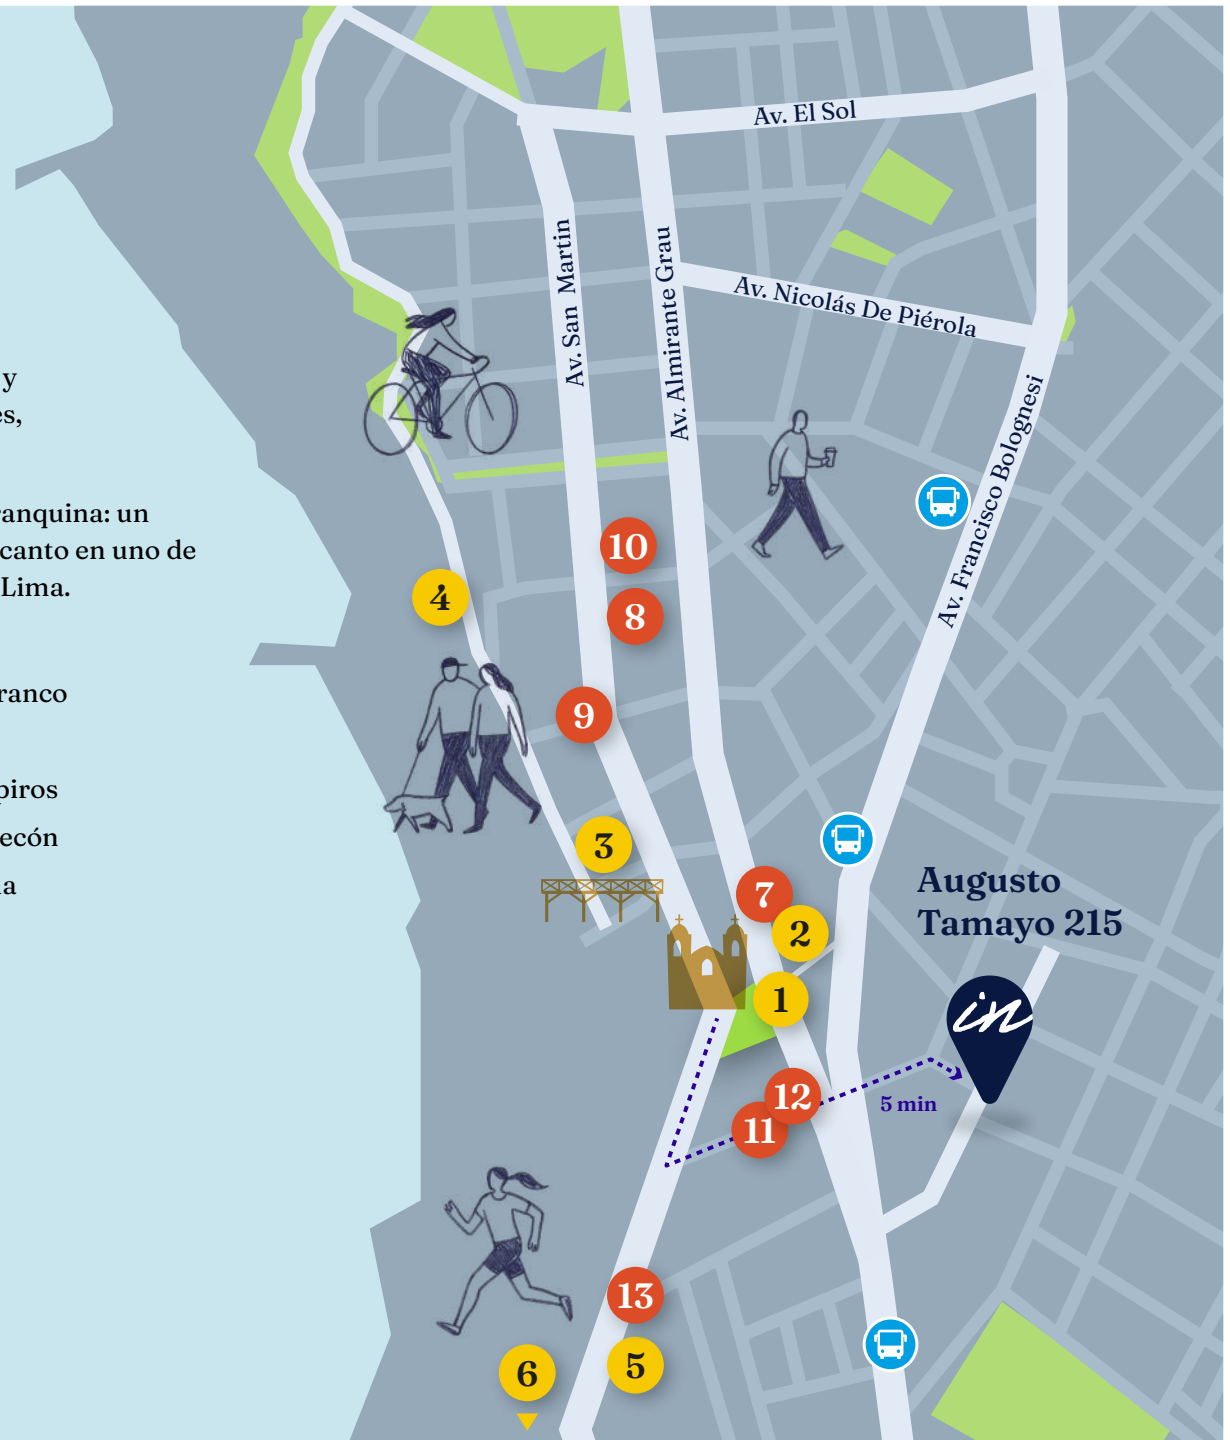 Av. El Sol
Av. San Martin
Av. Almirante Grau
Av. Nicolás De Piérola
Av. Francisco Bolognesi
y
es,
ranquina: un
canto en uno de
Lima.
ranco
piros
ecón
a
10
8
4
9
3
7
2
1
Augusto
Tamayo 215
in
5 min
12
11
13
5
6